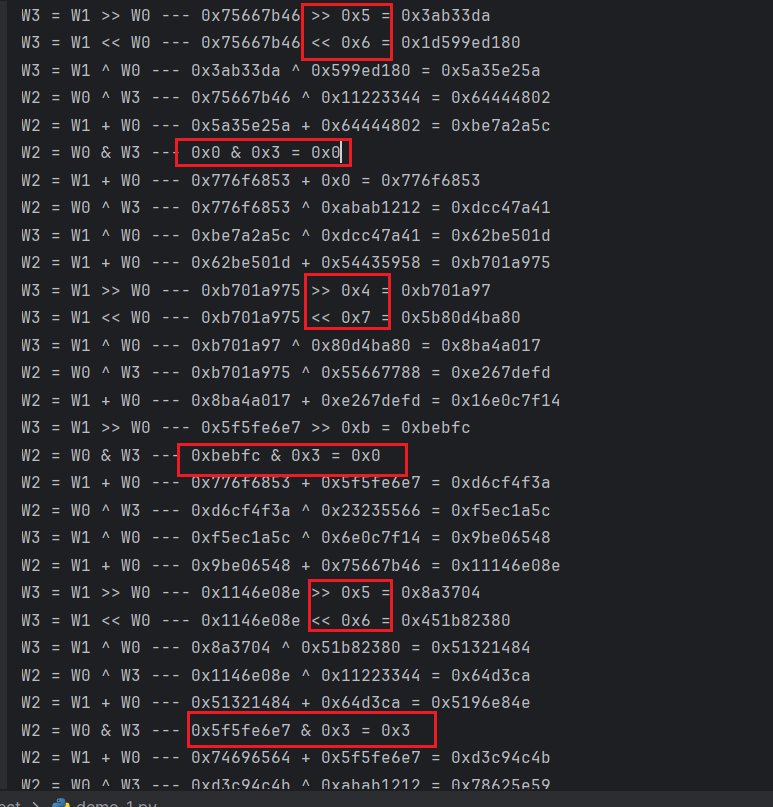 W3 = W1 >> W0 --- 0x75667b46 >> 0x5 = 0x3ab33da
W3 = W1 << W0 --- 0x75667b46 << 0x6 = 0x1d599ed180
W3 = W1 ^ W0 --- 0x3ab33da ^ 0x599ed180 = 0x5a35e25a
W2 = W0 ^ W3 --- 0x75667b46 ^ 0x11223344 = 0x64444802
W2 = W1 + W0 --- 0x5a35e25a + 0x64444802 = 0xbe7a2a5c
W2 = W0 & W3 --- 0x0 & 0x3 = 0x0
W2 = W1 + W0 --- 0x776f6853 + 0x0 = 0x776f6853
W2 = W0 ^ W3 --- 0x776f6853 ^ 0xabab1212 = 0xdcc47a41
W3 = W1 ^ W0 --- 0xbe7a2a5c ^ 0xdcc47a41 = 0x62be501d
W2 = W1 + W0 --- 0x62be501d + 0x54435958 = 0xb701a975
W3 = W1 >> W0 --- 0xb701a975 >> 0x4 = 0xb701a97
W3 = W1 << W0 --- 0xb701a975 << 0x7 = 0x5b80d4ba80
W3 = W1 ^ W0 --- 0xb701a97 ^ 0x80d4ba80 = 0x8ba4a017
W2 = W0 ^ W3 --- 0xb701a975 ^ 0x55667788 = 0xe267defd
W2 = W1 + W0 --- 0x8ba4a017 + 0xe267defd = 0x16e0c7f14
W3 = W1 >> W0 --- 0x5f5fe6e7 >> 0xb = 0xbebfc
W2 = W0 & W3 --- 0xbebfc & 0x3 = 0x0
W2 = W1 + W0 --- 0x776f6853 + 0x5f5fe6e7 = 0xd6cf4f3a
W2 = W0 ^ W3 --- 0xd6cf4f3a ^ 0x23235566 = 0xf5ec1a5c
W3 = W1 ^ W0 --- 0xf5ec1a5c ^ 0x6e0c7f14 = 0x9be06548
W2 = W1 + W0 --- 0x9be06548 + 0x75667b46 = 0x11146e08e
W3 = W1 >> W0 --- 0x1146e08e >> 0x5 = 0x8a3704
W3 = W1 << W0 --- 0x1146e08e << 0x6 = 0x451b82380
W3 = W1 ^ W0 --- 0x8a3704 ^ 0x51b82380 = 0x51321484
W2 = W0 ^ W3 --- 0x1146e08e ^ 0x11223344 = 0x64d3ca
W2 = W1 + W0 --- 0x51321484 + 0x64d3ca = 0x5196e84e
W2 = W0 & W3 --- 0x5f5fe6e7 & 0x3 = 0x3
W2 = W1 + W0 --- 0x74696564 + 0x5f5fe6e7 = 0xd3c94c4b
W2 = W0 ^ W3 --- 0xd3c94c4b ^ 0xabab1212 = 0x78625e59
demo_1.py